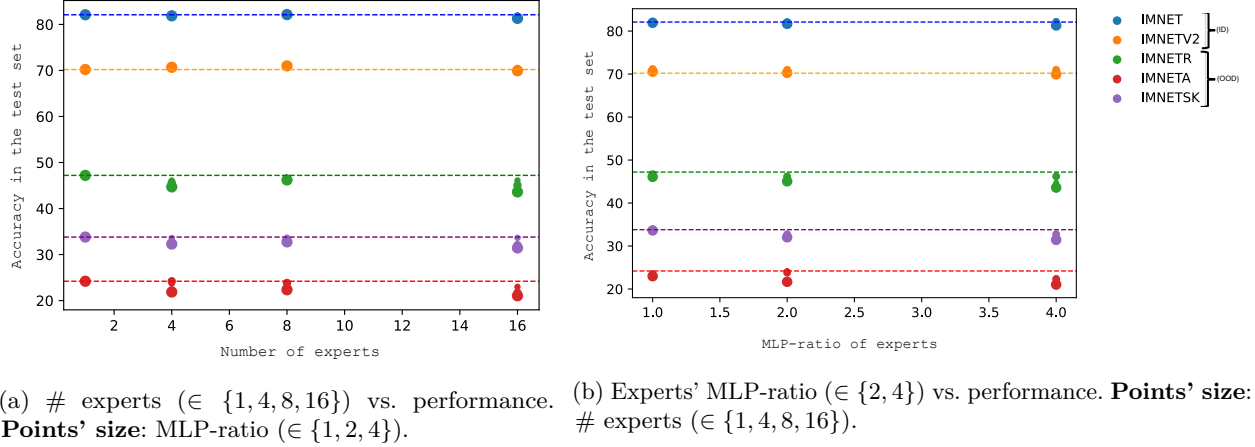 80
70
60
50
40
30
20
2
4
6
8
10
12
14
16
Accuracy in the test set
Number of experts
80
70
60
50
40
30
20
1.0
1.5
2.0
2.5
3.0
3.5
4.0
Accuracy in the test set
MLP-ratio of experts
IMNET
IMNETV2
IMNETR
IMNETA
IMNETSK
(ID)
(OOD)
(a) # experts (∈ {1, 4, 8, 16}) vs. performance.
Points' size: MLP-ratio (∈ {1, 2, 4}).
(b) Experts' MLP-ratio (∈ {2, 4}) vs. performance. Points' size:
# experts (∈ {1, 4, 8, 16}).